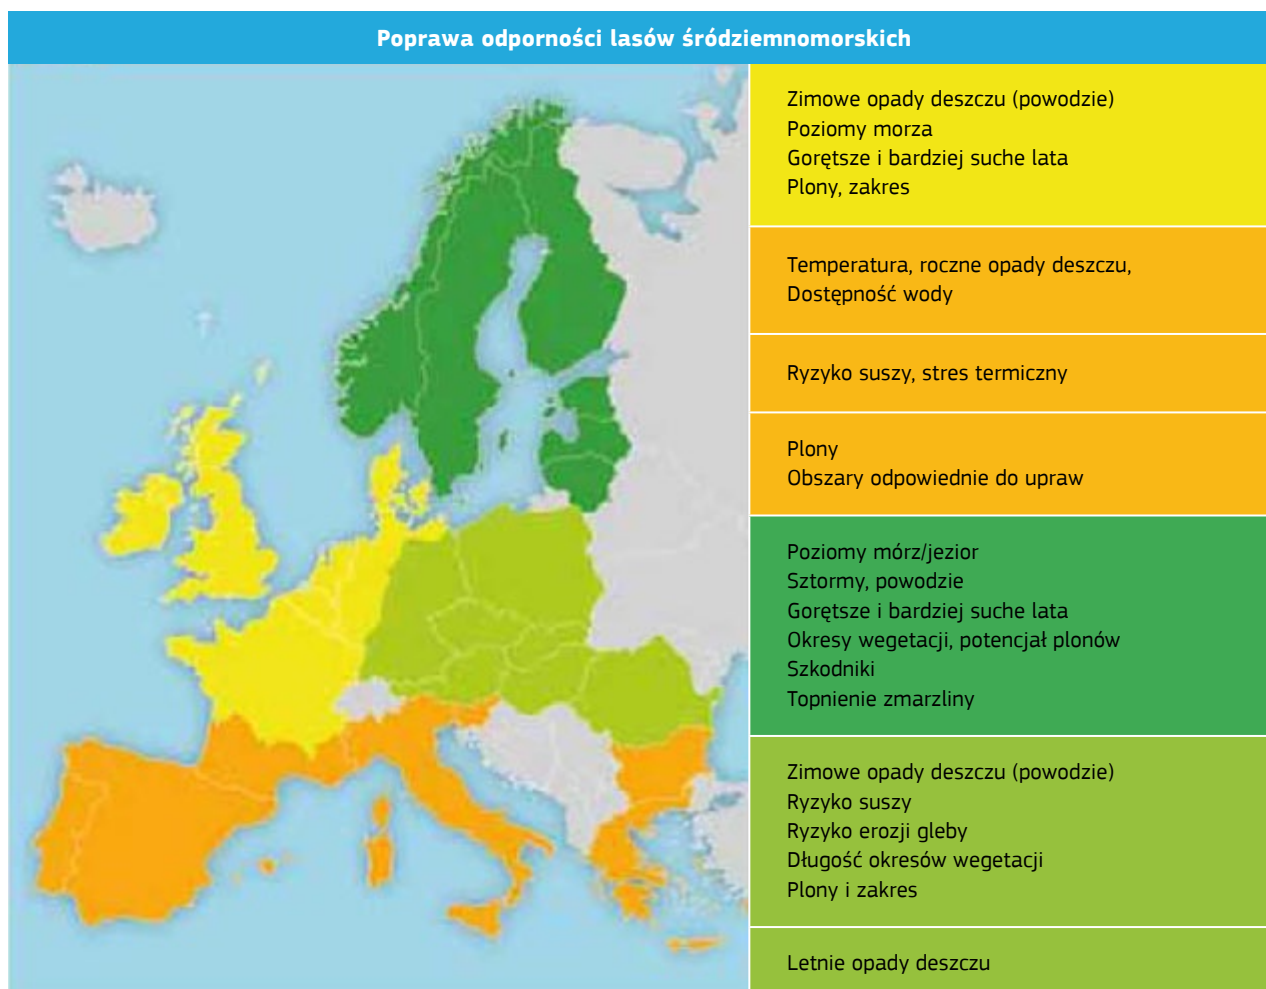 Poprawa odporności lasów śródziemnomorskich
Zimowe opady deszczu (powodzie)
Poziomy morza
Gorętsze i bardziej suche lata
Plony, zakres
Temperatura, roczne opady deszczu,
Dostępność wody
Ryzyko suszy, stres termiczny
Plony
Obszary odpowiednie do upraw
Poziomy mórz/jezior
Sztormy, powodzie
Gorętsze i bardziej suche lata
Okresy wegetacji, potencjał plonów
Szkodniki
Topnienie zmarzliny
Zimowe opady deszczu (powodzie)
Ryzyko suszy
Ryzyko erozji gleby
Długość okresów wegetacji
Plony i zakres
Letnie opady deszczu